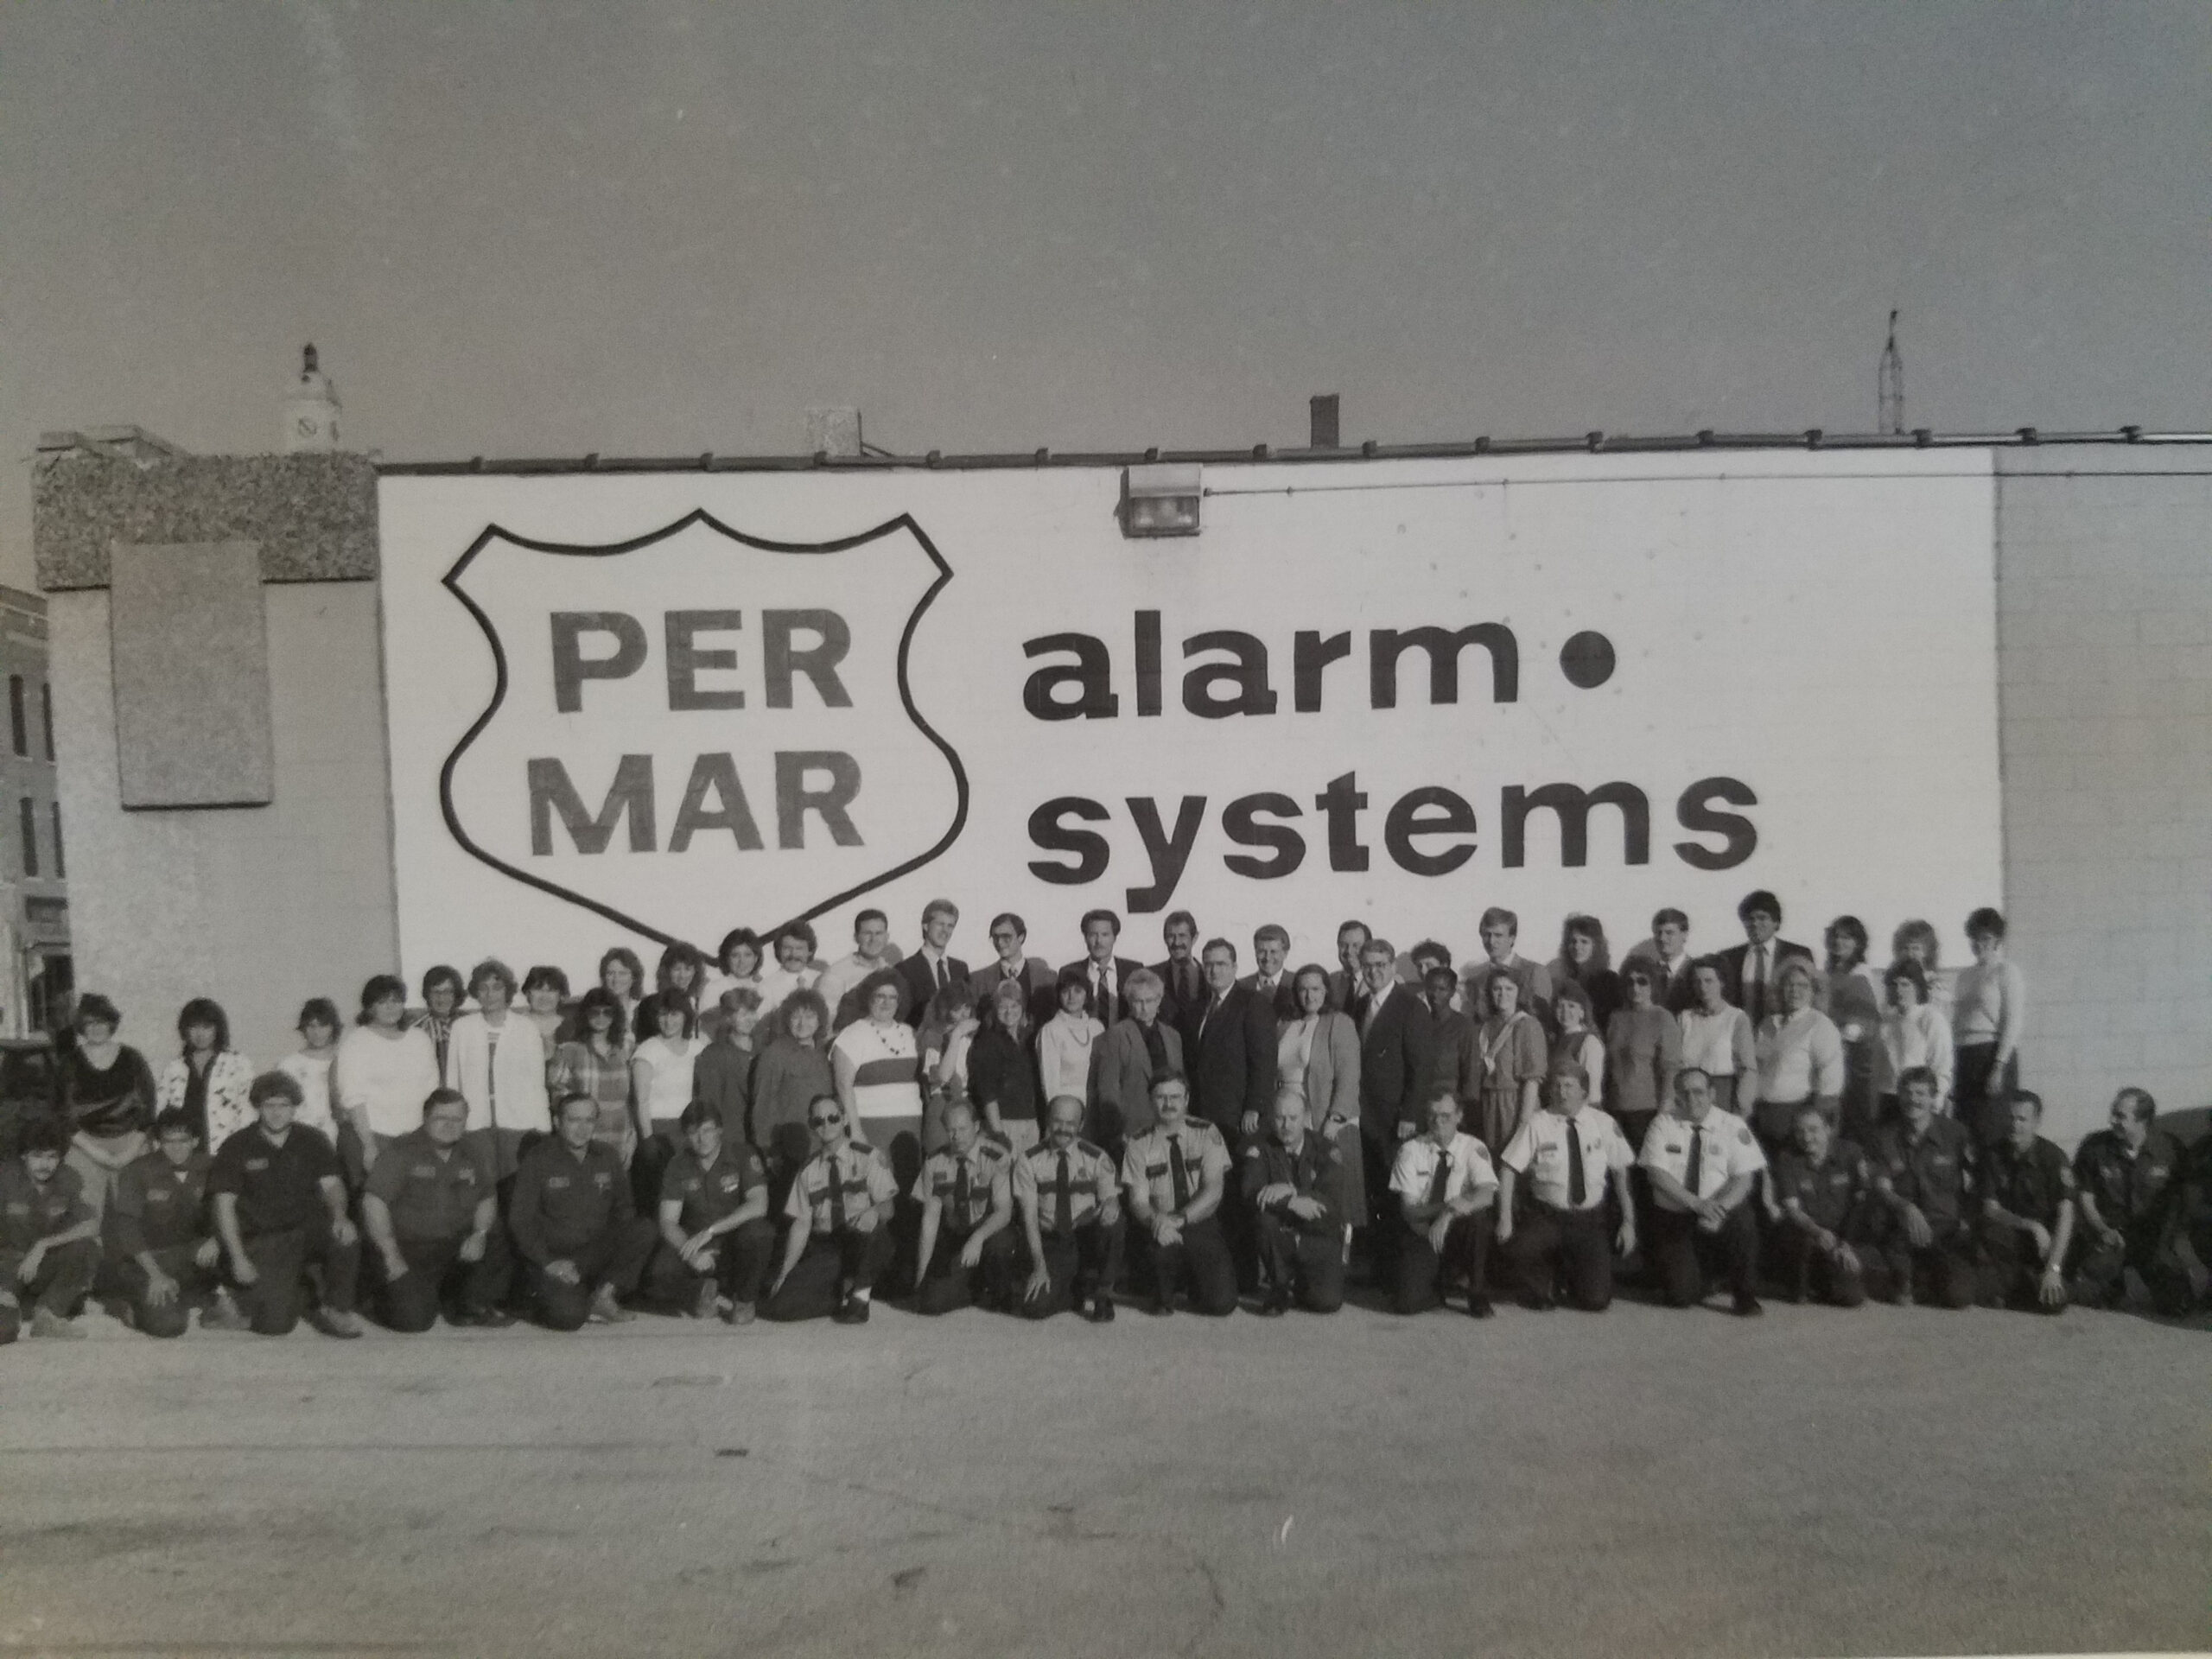 PER
MAR
alarm •
systems